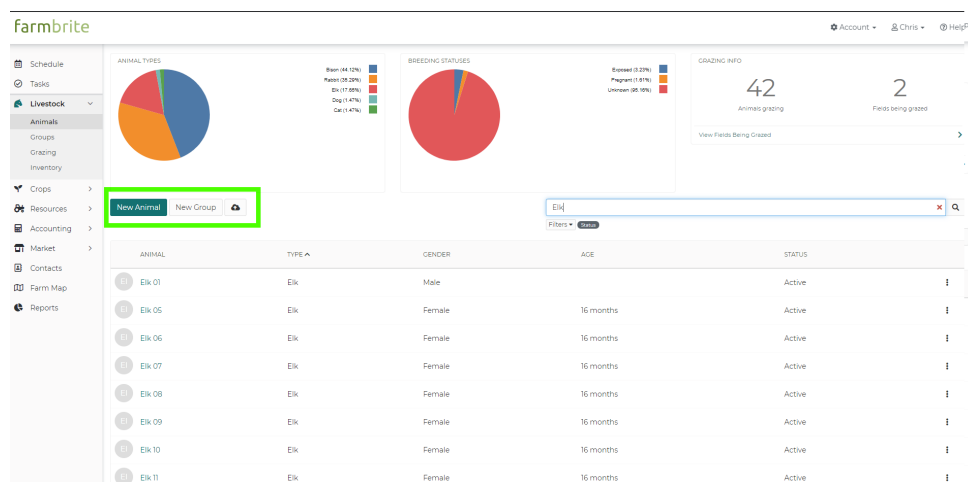 farmbrite
Account
Chris
Help
Schedule
Tasks
Livestock
Animals
Groups
Grazing
Inventory
Crops
Resources
Accounting
Market
Contacts
Farm Map
Reports
ANIMAL TYPES
Bison (44.12%)
Rabbit (35.29%)
Elk (17.65%)
Dog (1.47%)
Cat (1.47%)
BREEDING STATUSES
Exposed (3.23%)
Pregnant (1.61%)
Unknown (95.16%)
GRAZING INFO
42 2
Animals grazing Fields being grazed
View Fields Being Grazed
New Animal New Group
Elk
Filters Status
ANIMAL TYPE GENDER AGE STATUS
Elk 01 Elk Male Active
Elk 05 Elk Female 16 months Active
Elk 06 Elk Female 16 months Active
Elk 07 Elk Female 16 months Active
Elk 08 Elk Female 16 months Active
Elk 09 Elk Female 16 months Active
Elk 10 Elk Female 16 months Active
Elk 11 Elk Female 16 months Active